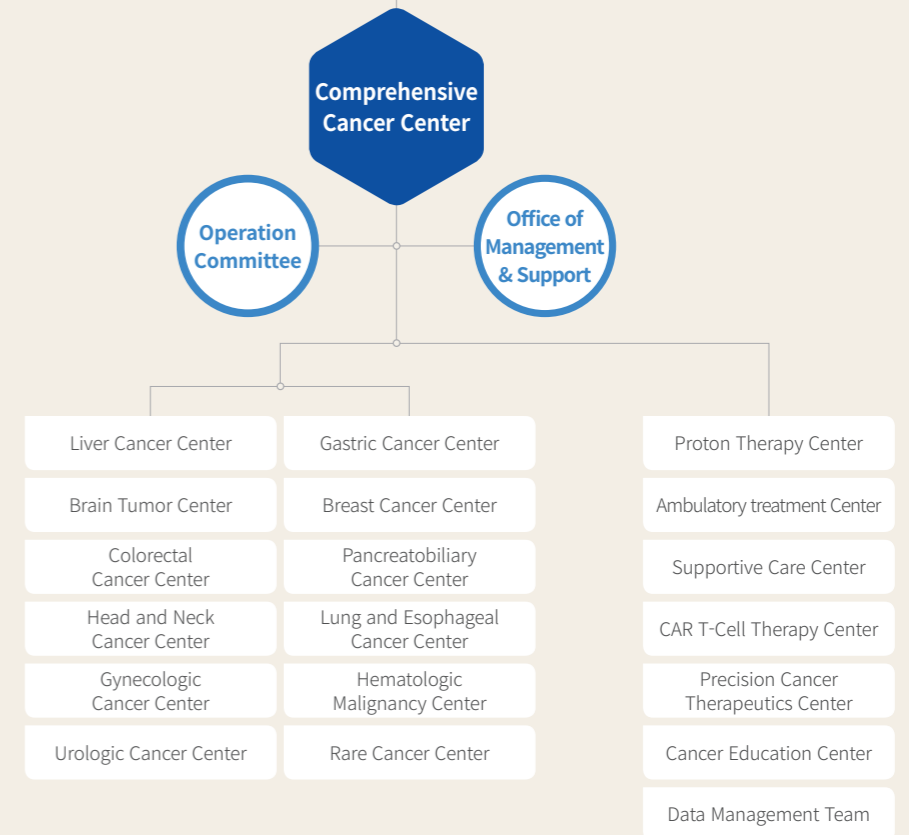 Comprehensive
Cancer Center
Operation
Committee
Office of
Management
& Support
Liver Cancer Center
Brain Tumor Center
Colorectal
Cancer Center
Head and Neck
Cancer Center
Gynecologic
Cancer Center
Urologic Cancer Center
Gastric Cancer Center
Breast Cancer Center
Pancreatobiliary
Cancer Center
Lung and Esophageal
Cancer Center
Hematologic
Malignancy Center
Rare Cancer Center
Proton Therapy Center
Ambulatory treatment Center
Supportive Care Center
CAR T-Cell Therapy Center
Precision Cancer
Therapeutics Center
Cancer Education Center
Data Management Team